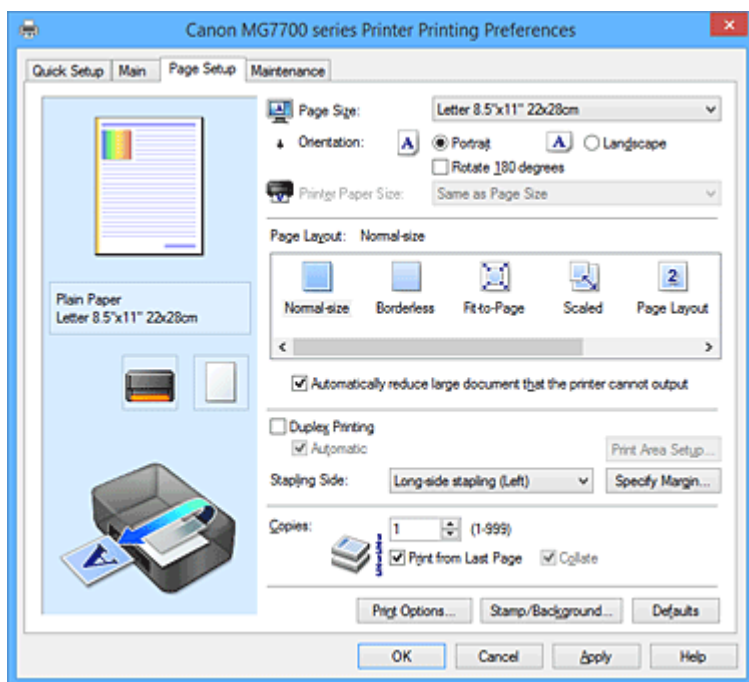 Canon MG7700 series Printer Printing Preferences
Quick Setup Main Page Setup Maintenance
Page Size: Letter 8.5"x11" 22x28cm
Orientation: A Portrait A Landscape
Rotate 180 degrees
Printer Paper Size: Same as Page Size
Page Layout: Normal-size
Normal-size Borderless Fit-to-Page Scaled 2 Page Layout
Plain Paper
Letter 8.5"x11" 22x28cm
Automatically reduce large document that the printer cannot output
Duplex Printing
Automatic Print Area Setup...
Stapling Side: Long-side stapling (Left) Specify Margin...
Copies: 1 (1-999)
Print from Last Page Collate
A
Print Options... Stamp/Background... Defaults
OK Cancel Apply Help